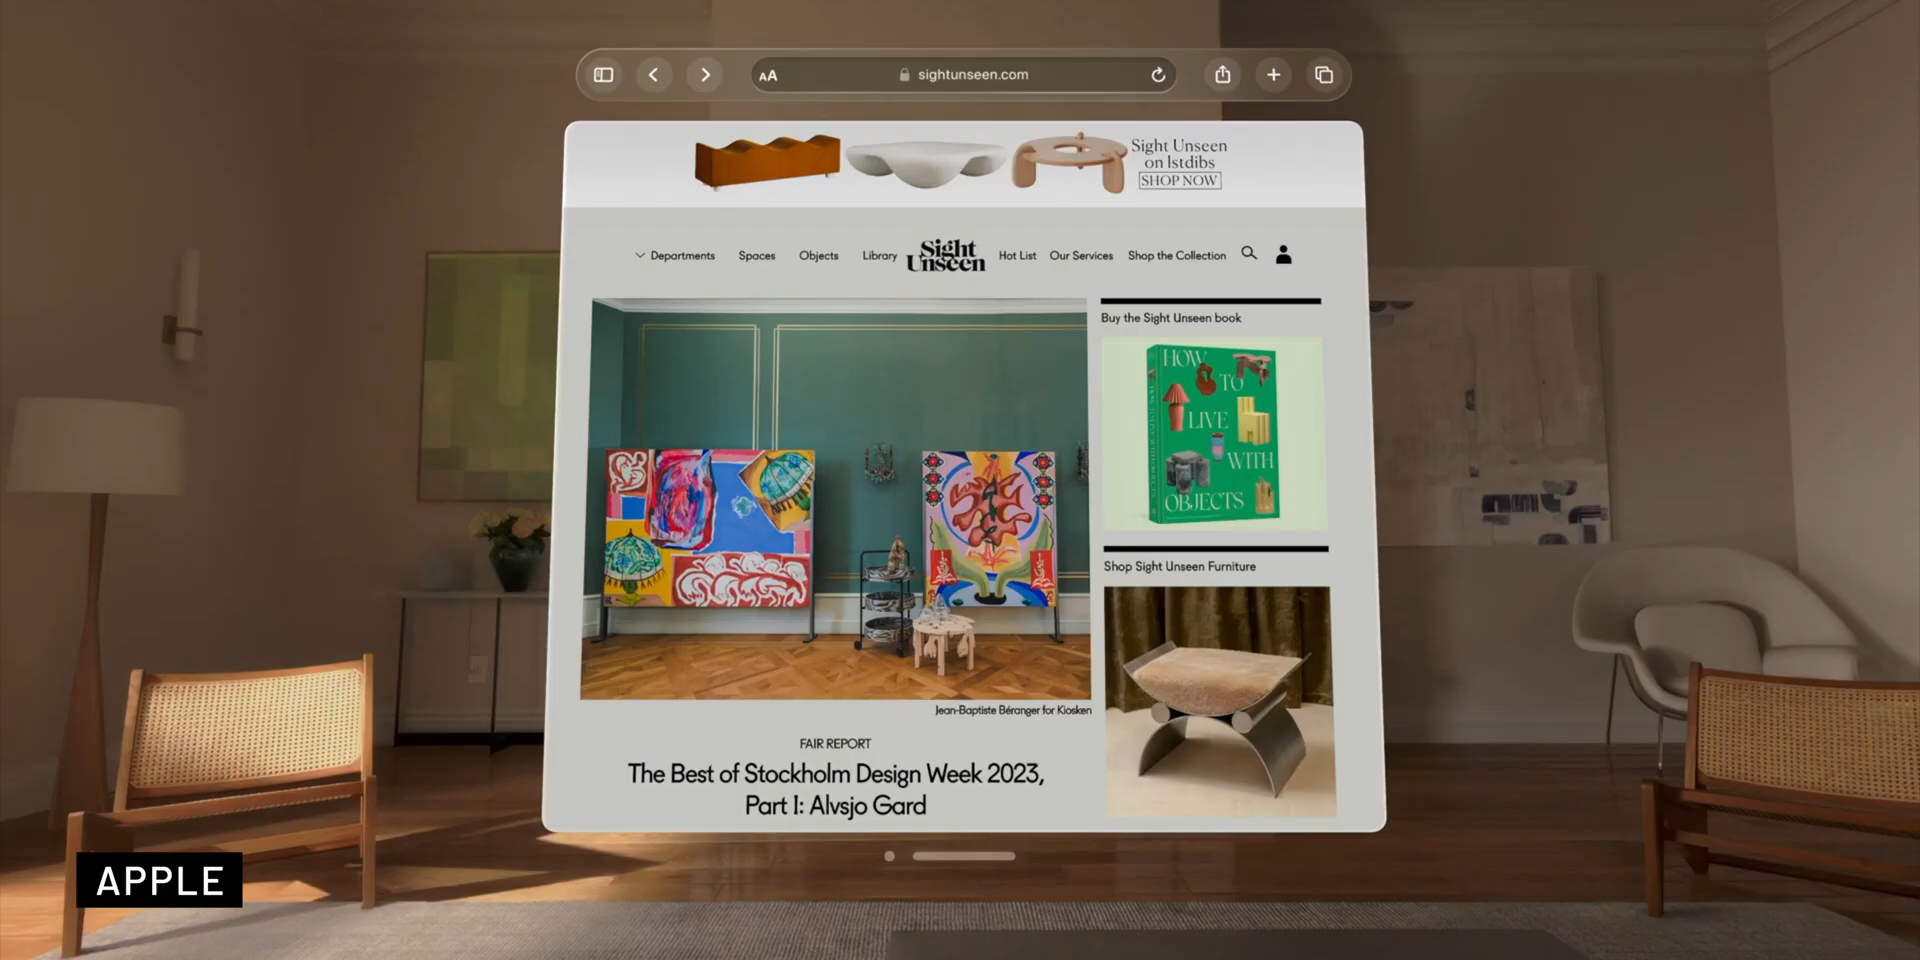 AA
sightunseen.com
Sight Unseen
on 1stdibs
SHOP NOW
Departments
Spaces
Objects
Library
Sight
Unseen
Hot List
Our Services
Shop the Collection
Buy the Sight Unseen book
HOW
TO
LIVE
WITH
OBJECTS
Shop Sight Unseen Furniture
Jean-Baptiste Béranger for Kiosken
FAIR REPORT
The Best of Stockholm Design Week 2023,
Part I: Alvsjo Gard
APPLE